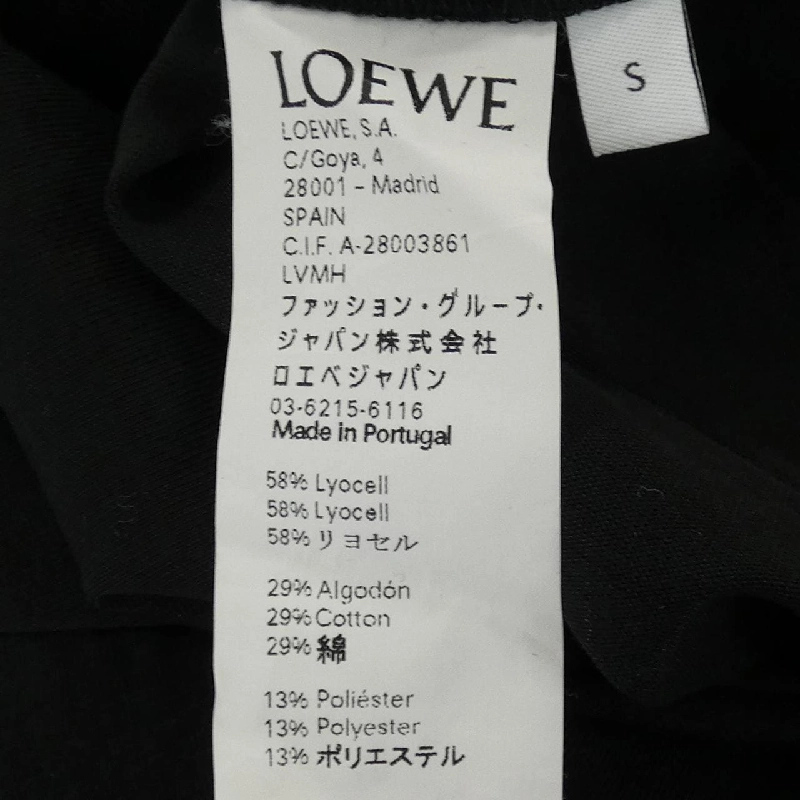 LOEWE
S
LOEWE, S.A.
C/Goya, 4
28001 - Madrid
SPAIN
C.I.F. A-28003861
LVMH
ファッション・グループ・
ジャパン株式会社
ロエベジャパン
03-6215-6116
Made in Portugal
58% Lyocell
58% Lyocell
58% リヨセル
29% Algodón
29% Cotton
29% 綿
13% Poliéster
13% Polyester
13% ポリエステル